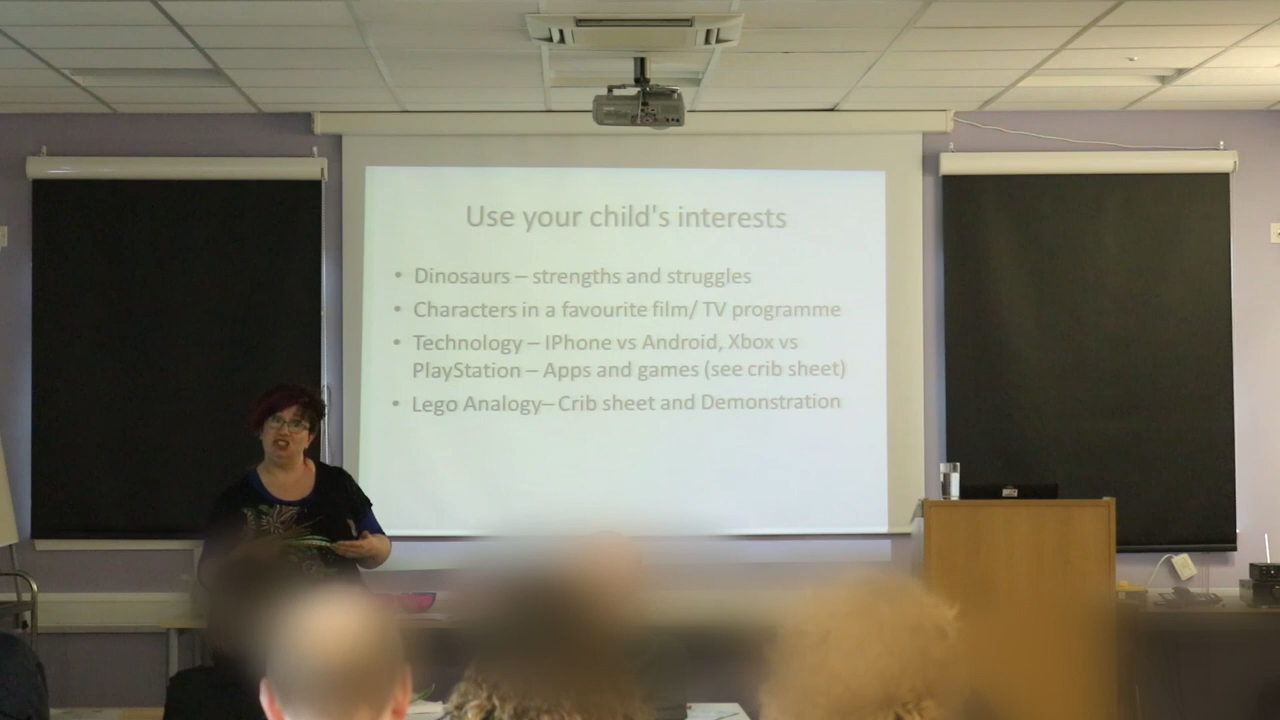 Use your child's interests
• Dinosaurs – strengths and struggles
• Characters in a favourite film/ TV programme
• Technology – IPhone vs Android, Xbox vs
PlayStation – Apps and games (see crib sheet)
• Lego Analogy– Crib sheet and Demonstration